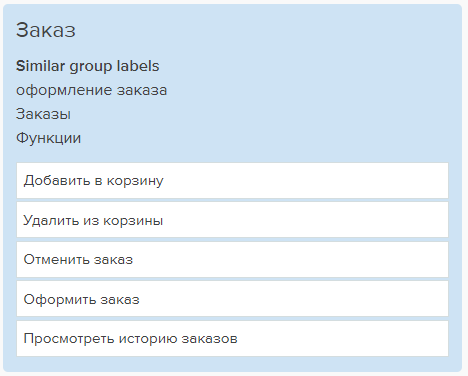 Заказ
Similar group labels
оформление заказа
Заказы
Функции
Добавить в корзину
Удалить из корзины
Отменить заказ
Оформить заказ
Просмотреть историю заказов